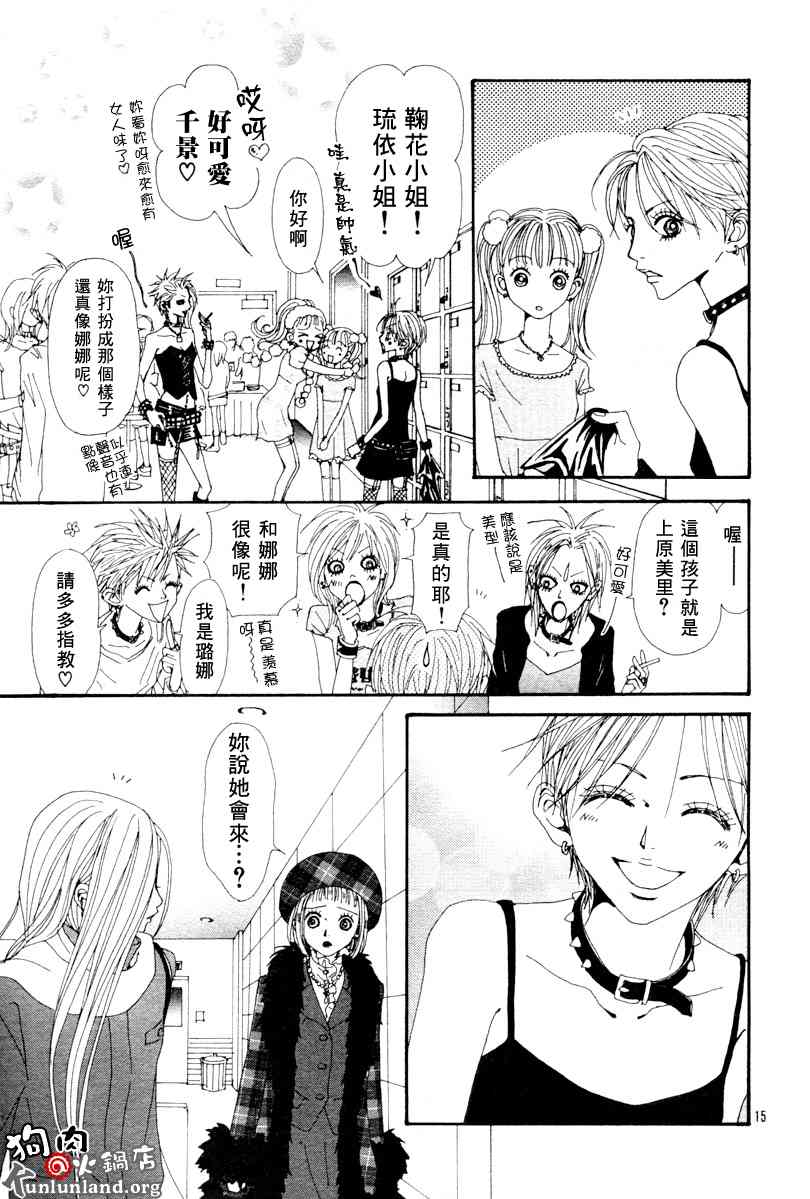 鞠花小姐!
琉依小姐!
哇 真是帥氣
你好啊
哎呀♡
好可愛
千景♡
妳看妳呀愈來愈有
女人味了♡
喔
妳打扮成那個樣子
還真像娜娜呢♡
似乎連
聲音也有
點像
喔——
這個孩子就是
上原美里?
好可愛
應該說是
美型
是真的耶!
和娜娜
很像呢!
真是羨慕
呀
我是璐娜
請多多指教♡
妳說她會來…?
15
狗肉
火鍋店
unlunland.org